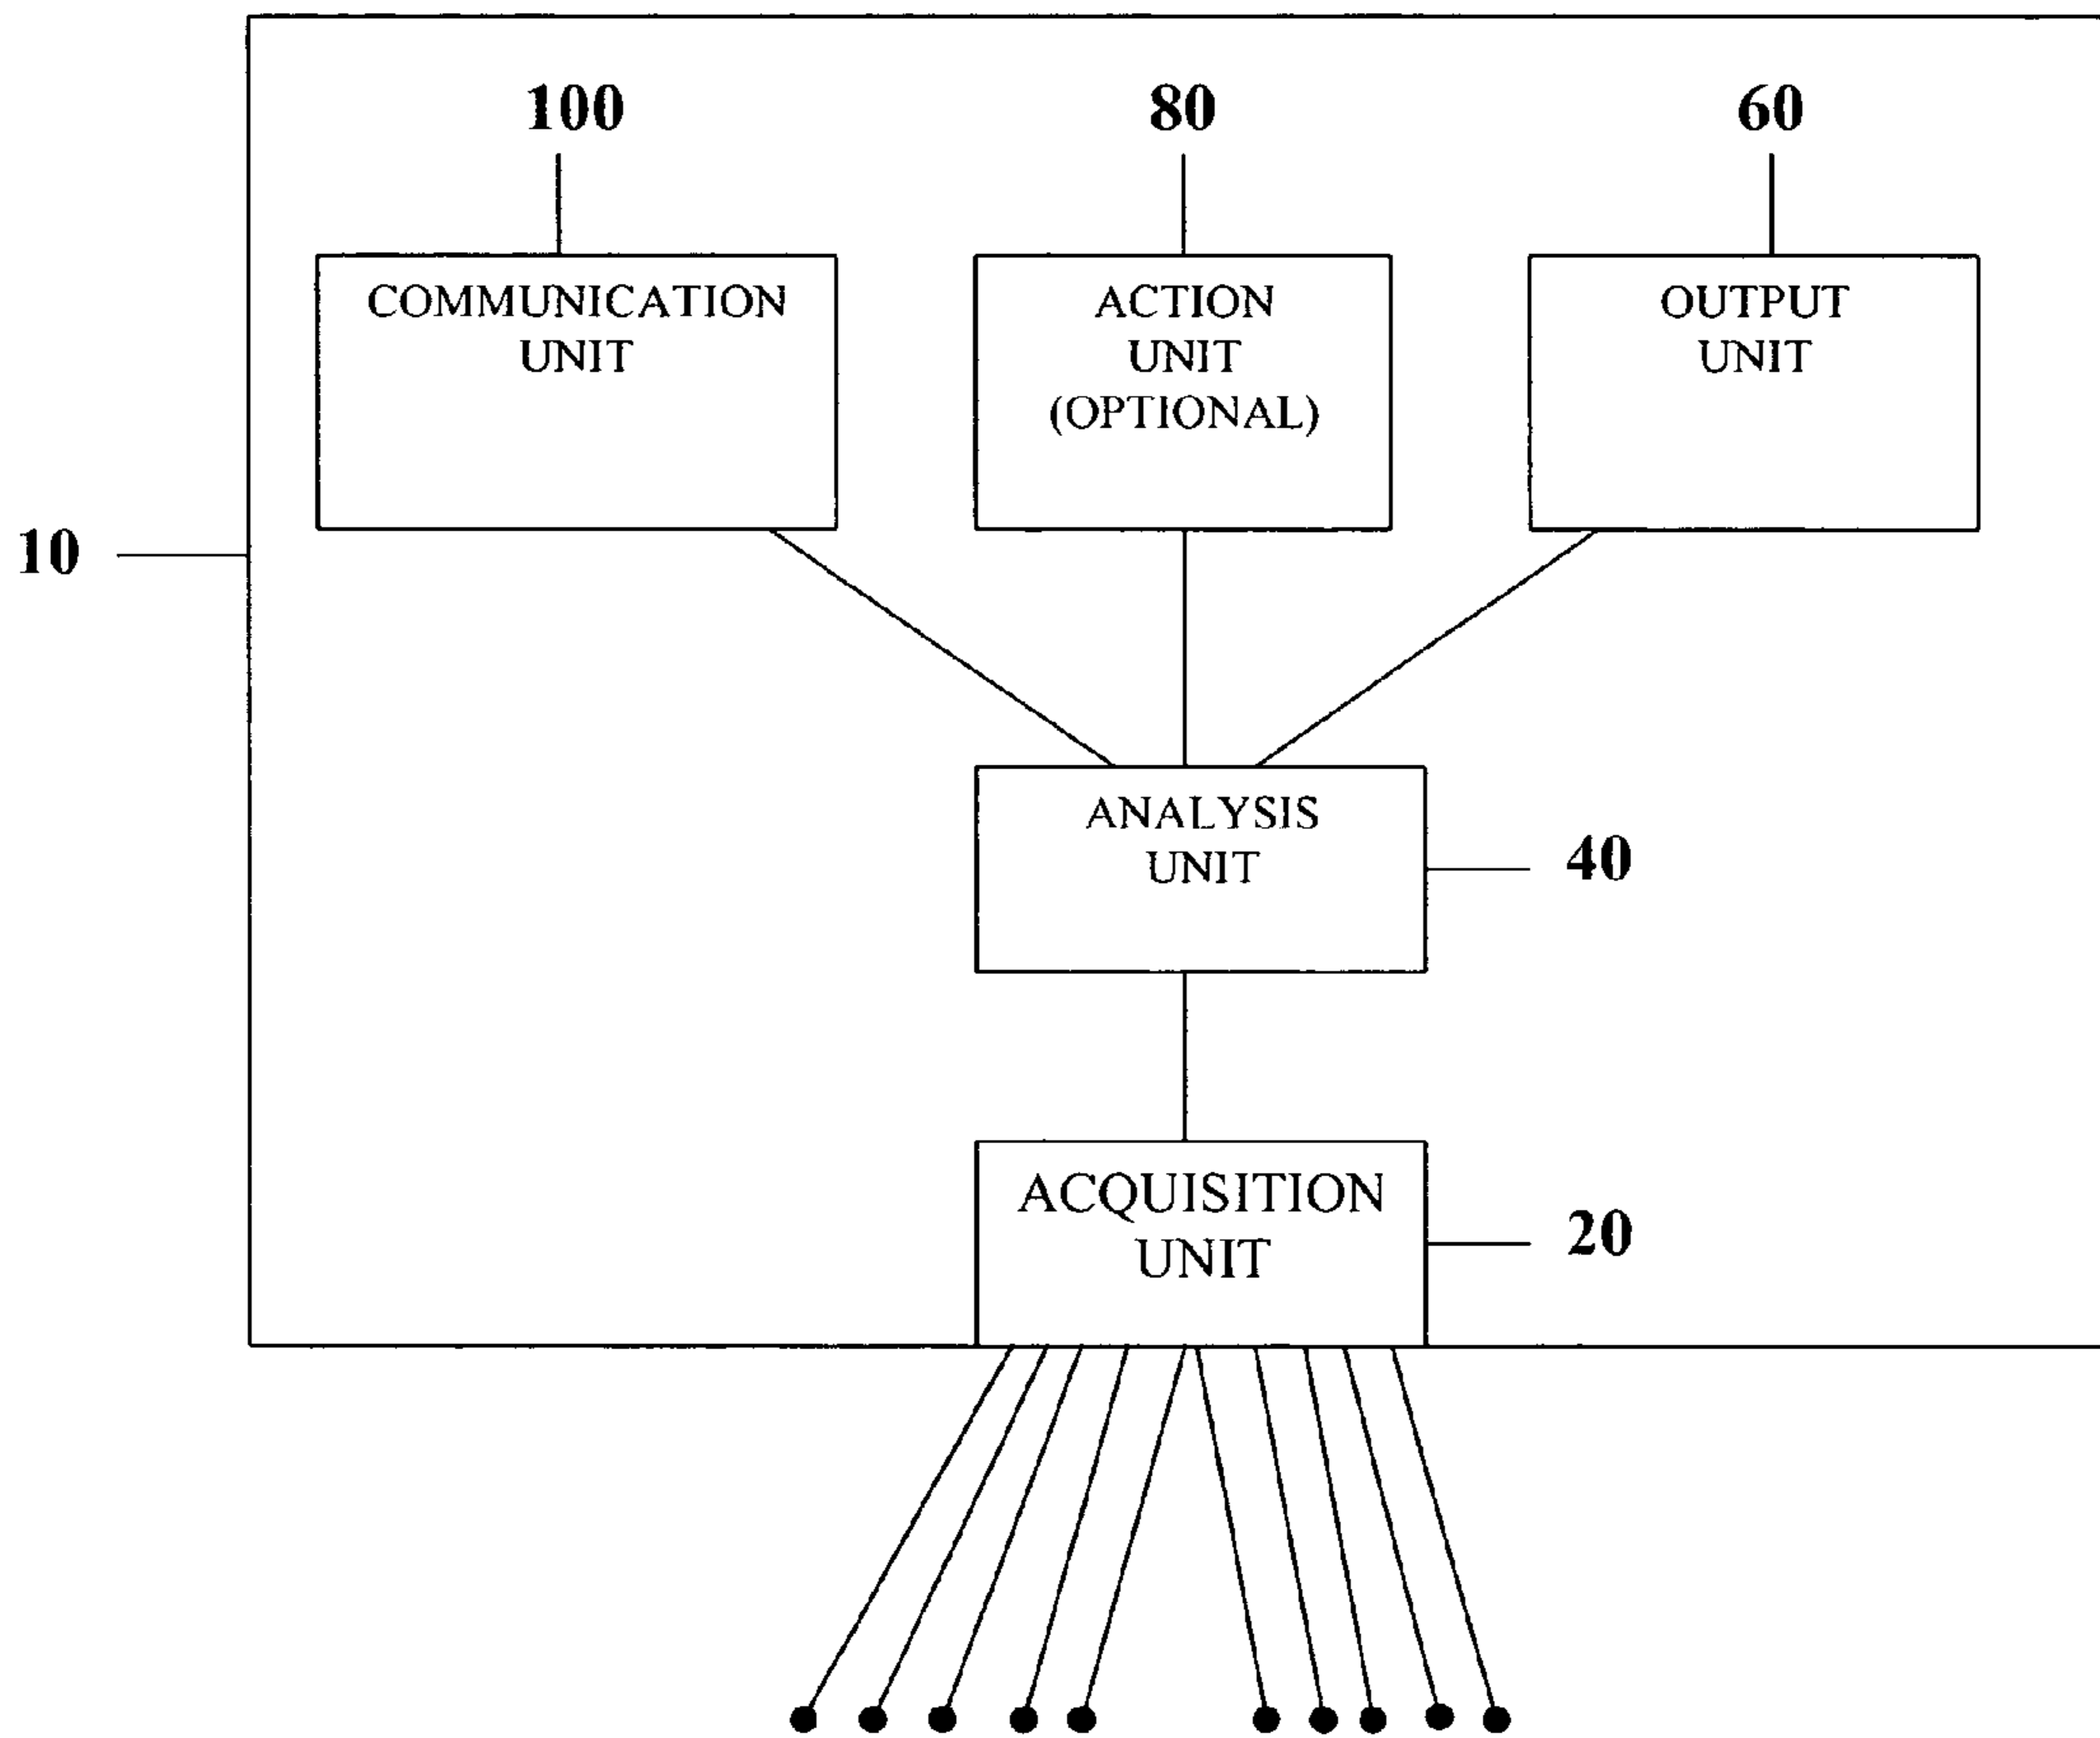 100
80
60
COMMUNICATION
UNIT
ACTION
UNIT
(OPTIONAL)
OUTPUT
UNIT
10
ANALYSIS
UNIT
40
ACQUISITION
UNIT
20